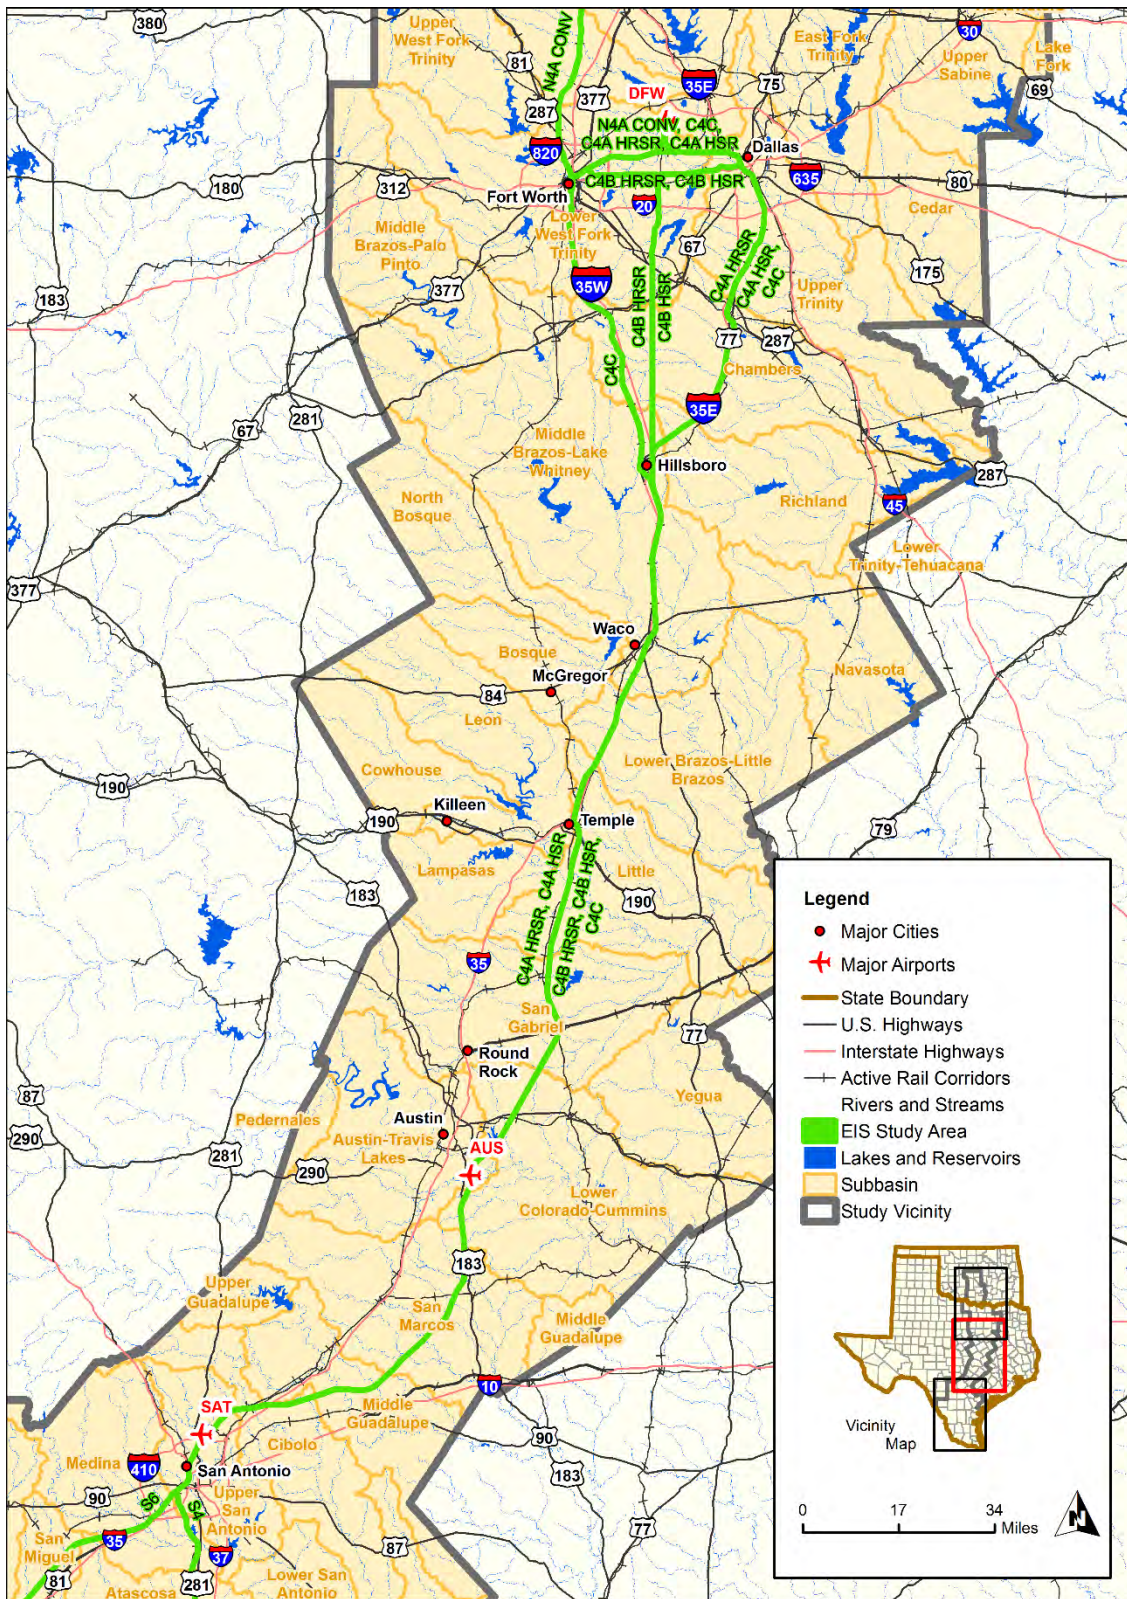 380
Upper
West Fork
Trinity
81
N4A CONV
287
377
DFW
35E
75
East Fork
Trinity
30
Upper
Sabine
Lake
Fork
69
820
N4A CONV, C4C,
C4A HRSR, C4A HSR
Dallas
180
312
Fort Worth
C4B HRSR, C4B HSR
20
635
80
Cedar
Middle
Brazos-Palo
Pinto
Lower
West Fork
Trinity
67
175
183
377
35W
C4B HRSR
C4B HSR
C4A HRSR
C4A HSR,
C4C
Upper
Trinity
77
287
C4C
Chambers
67
281
35E
Middle
Brazos-Lake
Whitney
Hillsboro
287
North
Bosque
Richland
45
Lower
Trinity-Tehuacana
377
Waco
Bosque
McGregor
Navasota
84
Leon
Lower Brazos-Little
Brazos
Cowhouse
190
Killeen
190
Temple
79
Lampasas
Little
183
190
C4A HRSR, C4A HSR
C4B HRSR, C4B HSR,
C4C
35
San
Gabriel
77
Round
Rock
87
Yegua
Pedernales
Austin
290
Austin-Travis
Lakes
AUS
281
290
Lower
Colorado-Cummins
183
Upper
Guadalupe
San
Marcos
Middle
Guadalupe
10
SAT
Middle
Guadalupe
Cibolo
90
Medina
410
San Antonio
183
90
S6
S4
Upper
San
Antonio
77
35
San
Miguel
37
87
81
Atascosa
281
Lower San
Antonio
Legend
Major Cities
Major Airports
State Boundary
U.S. Highways
Interstate Highways
Active Rail Corridors
Rivers and Streams
EIS Study Area
Lakes and Reservoirs
Subbasin
Study Vicinity
Vicinity
Map
0 17 34
Miles
N